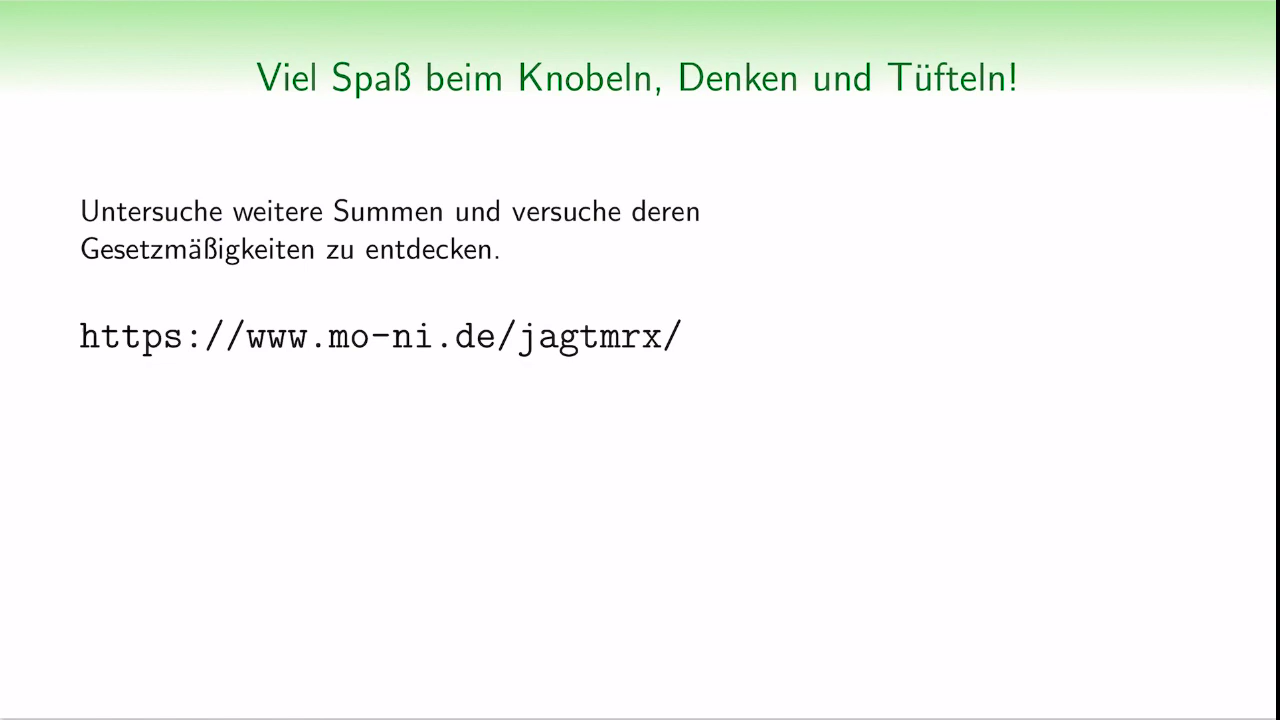 Viel Spaß beim Knobeln, Denken und Tüfteln!
Untersuche weitere Summen und versuche deren
Gesetzmäßigkeiten zu entdecken.
https://www.mo-ni.de/jagtmrx/